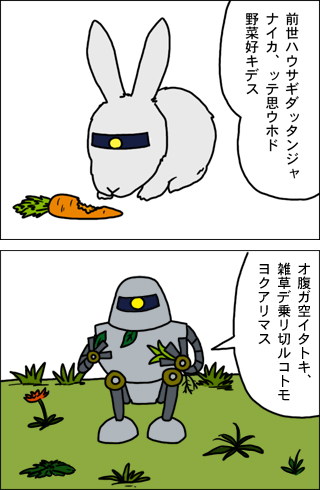 前世ハウサギダッタンジャ
ナイカ、ッテ思ウホド
野菜好キデス
オ腹ガ空イタトキ、
雑草デ乗リ切ルコトモ
ヨクアリマス